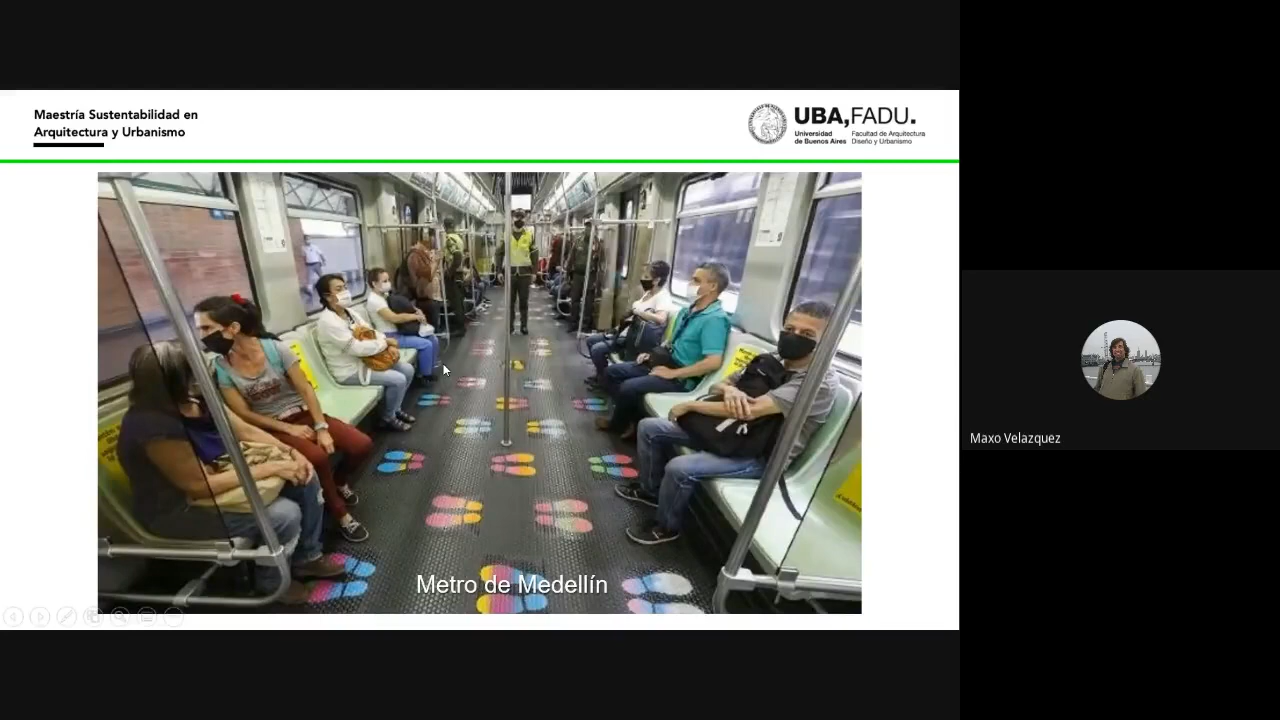 Maestría Sustentabilidad en
Arquitectura y Urbanismo
UBA,FADU.
Universidad
de Buenos Aires
Facultad de Arquitectura
Diseño y Urbanismo
Metro de Medellín
Maxo Velazquez